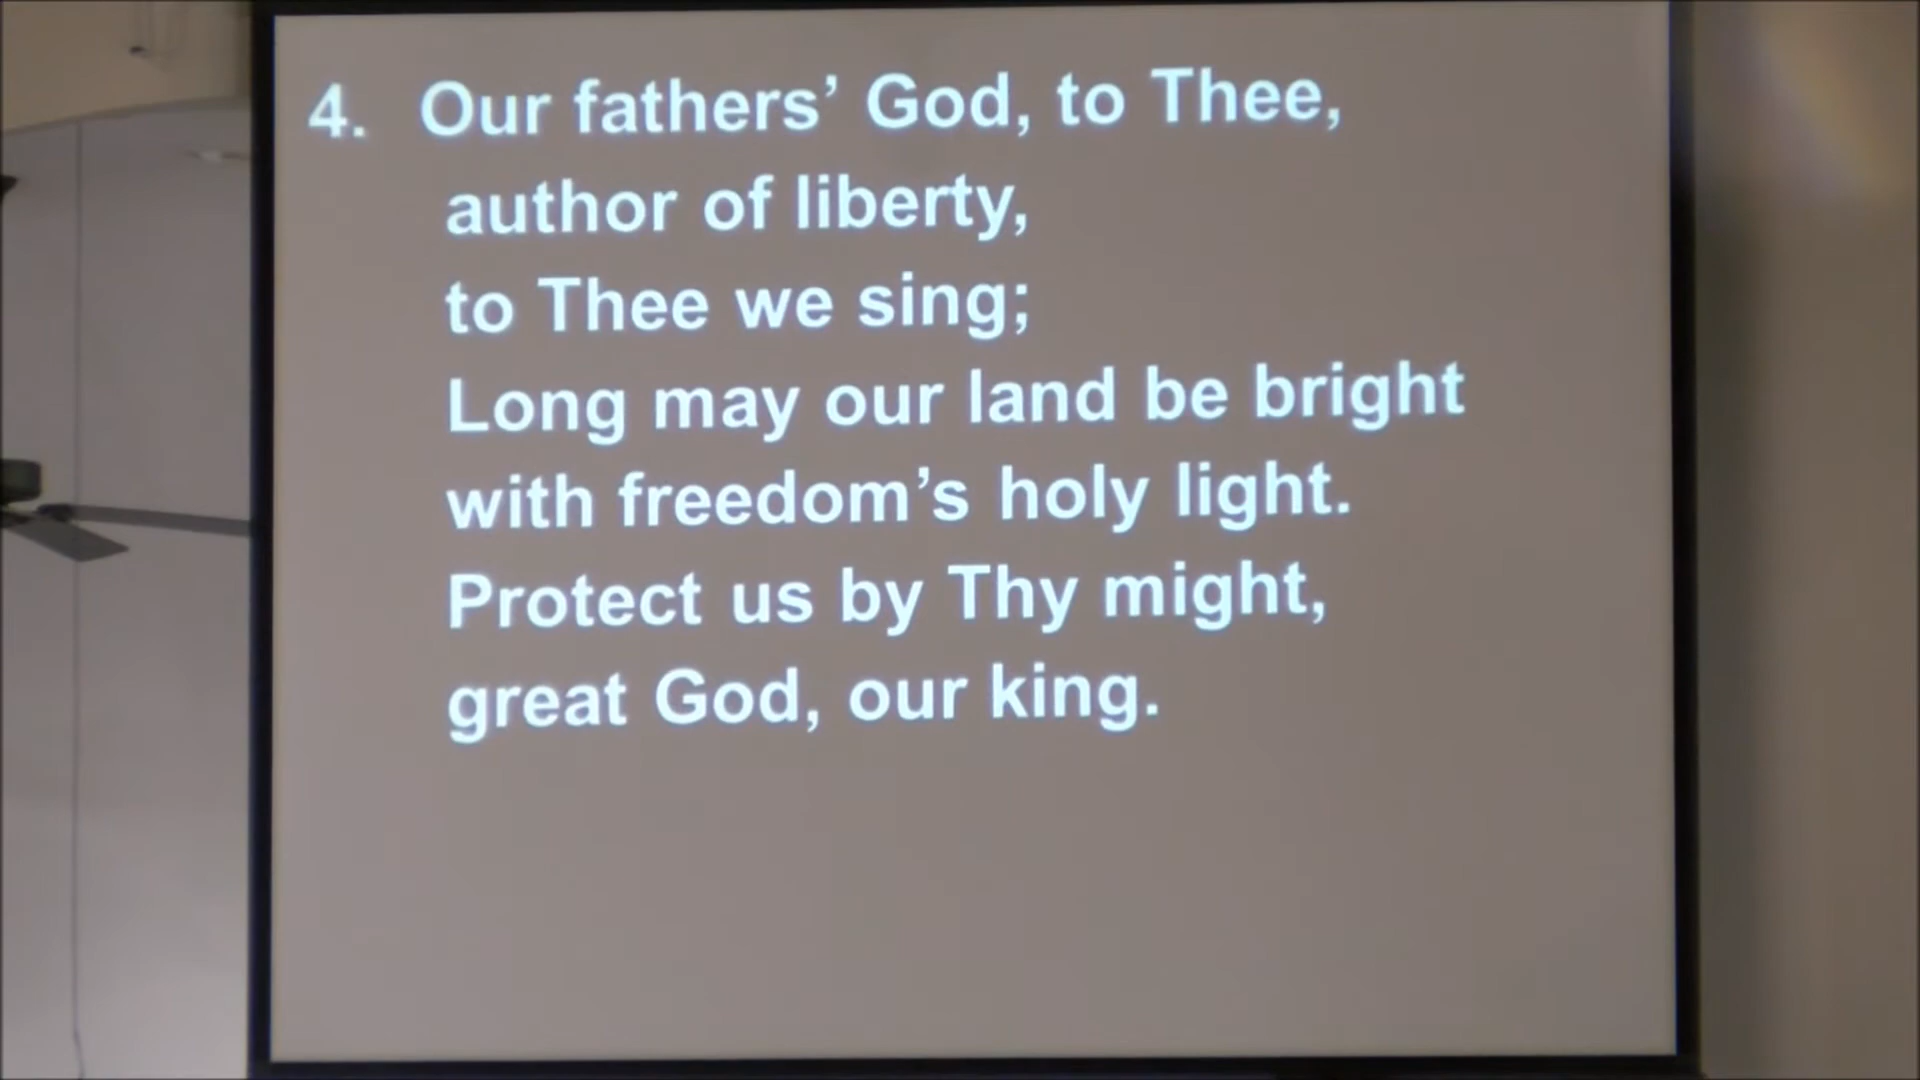 4. Our fathers’ God, to Thee,
author of liberty,
to Thee we sing;
Long may our land be bright
with freedom’s holy light.
Protect us by Thy might,
great God, our king.